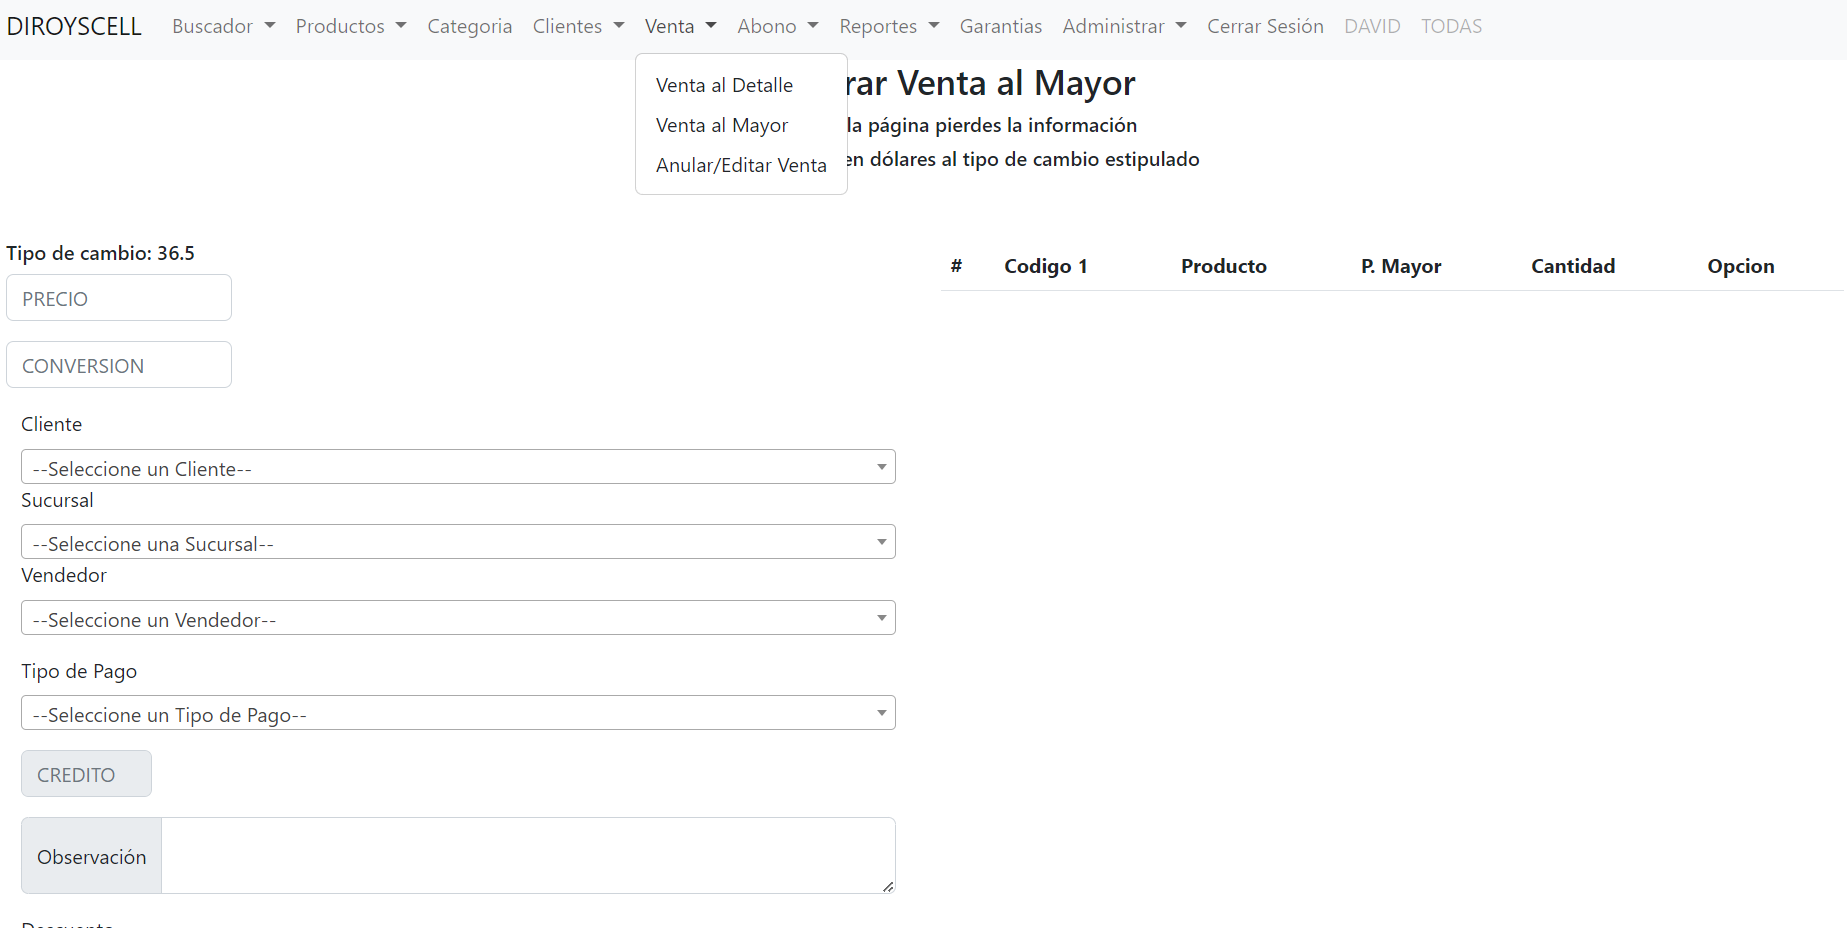 DIROYSCELL Buscador Productos Categoria Clientes Venta Abono Reportes Garantias Administrar Cerrar Sesión DAVID TODAS
Venta al Detalle
Venta al Mayor
Anular/Editar Venta
rar Venta al Mayor
la página pierdes la información
en dólares al tipo de cambio estipulado
Tipo de cambio: 36.5
PRECIO
CONVERSION
Cliente
--Seleccione un Cliente--
Sucursal
--Seleccione una Sucursal--
Vendedor
--Seleccione un Vendedor--
Tipo de Pago
--Seleccione un Tipo de Pago--
CREDITO
Observación
Descuento
# Codigo 1 Producto P. Mayor Cantidad Opcion